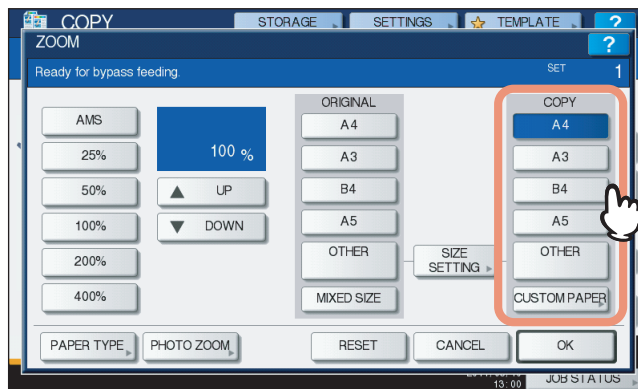 COPY
STORAGE
SETTINGS
TEMPLATE
?
ZOOM
?
Ready for bypass feeding.
SET 1
AMS
25%
50%
100%
200%
400%
100 %
UP
DOWN
ORIGINAL
A4
A3
B4
A5
OTHER
MIXED SIZE
SIZE
SETTING
COPY
A4
A3
B4
A5
OTHER
CUSTOM PAPER
PAPER TYPE
PHOTO ZOOM
RESET
CANCEL
OK
13:00
JOB STATUS